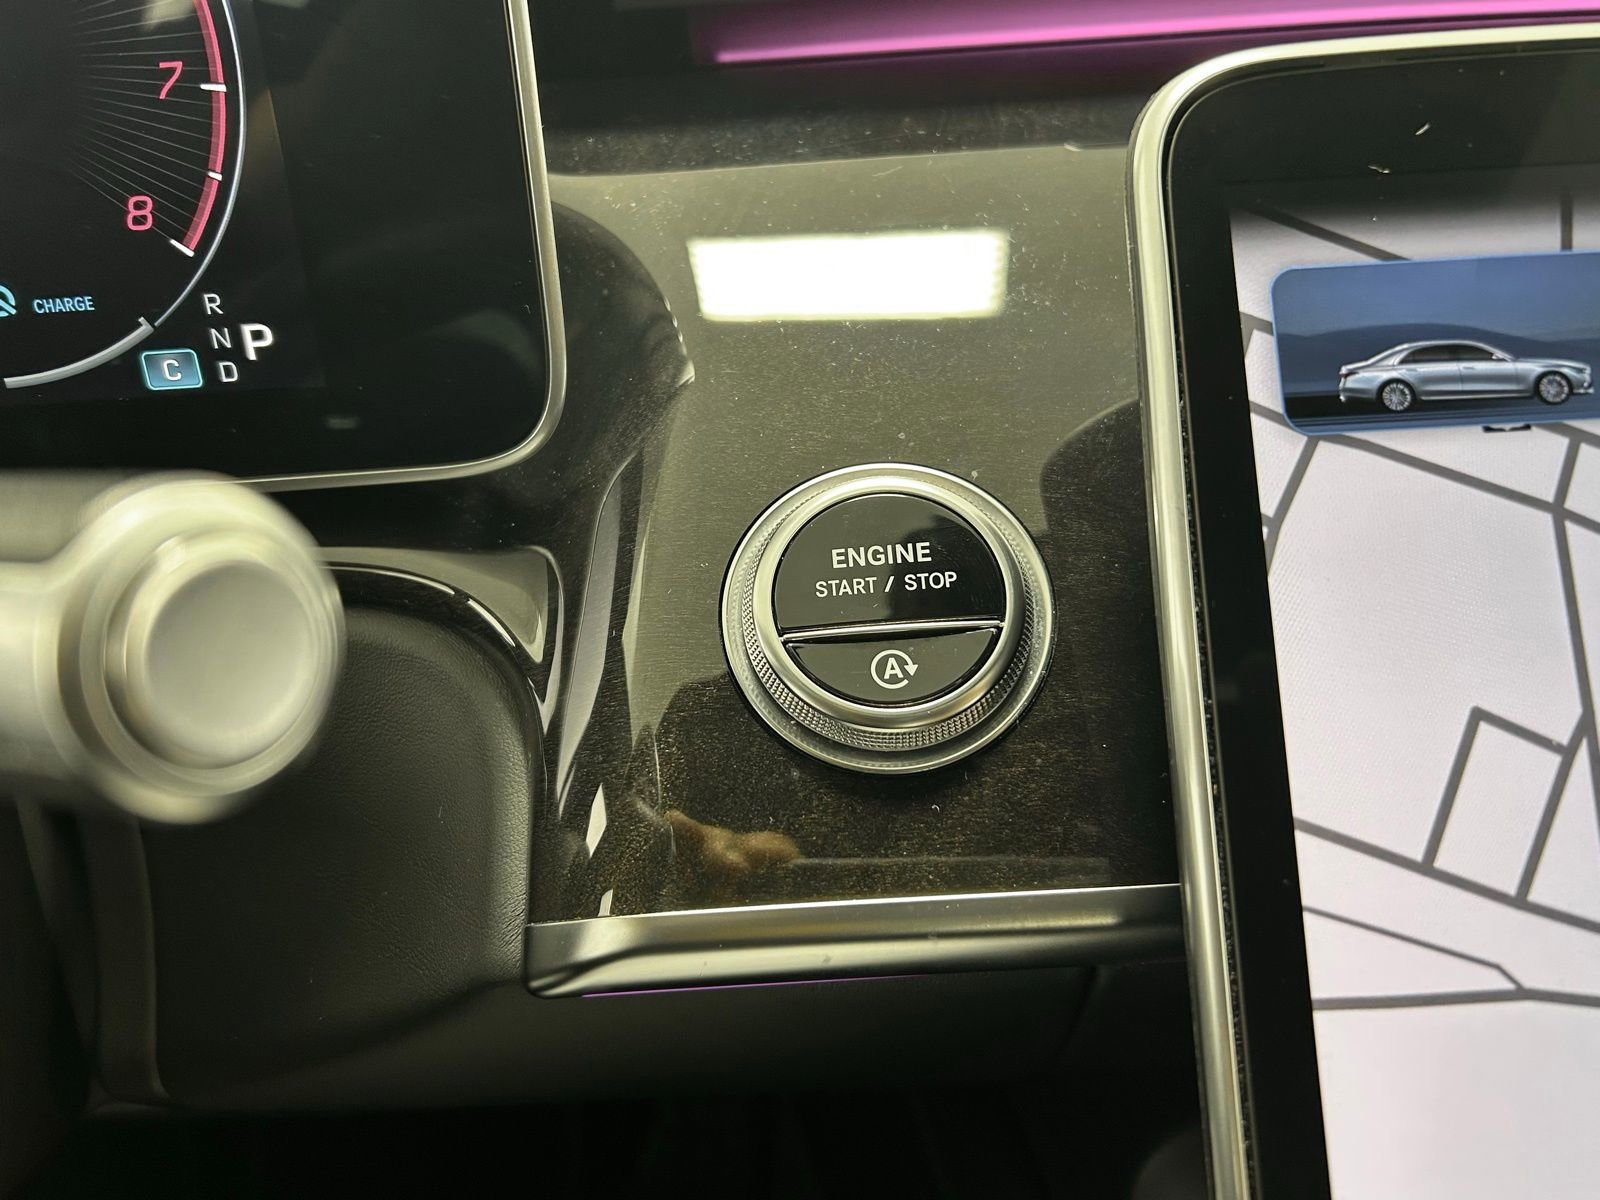 7
8
CHARGE
R
N P
C D
ENGINE
START / STOP
A